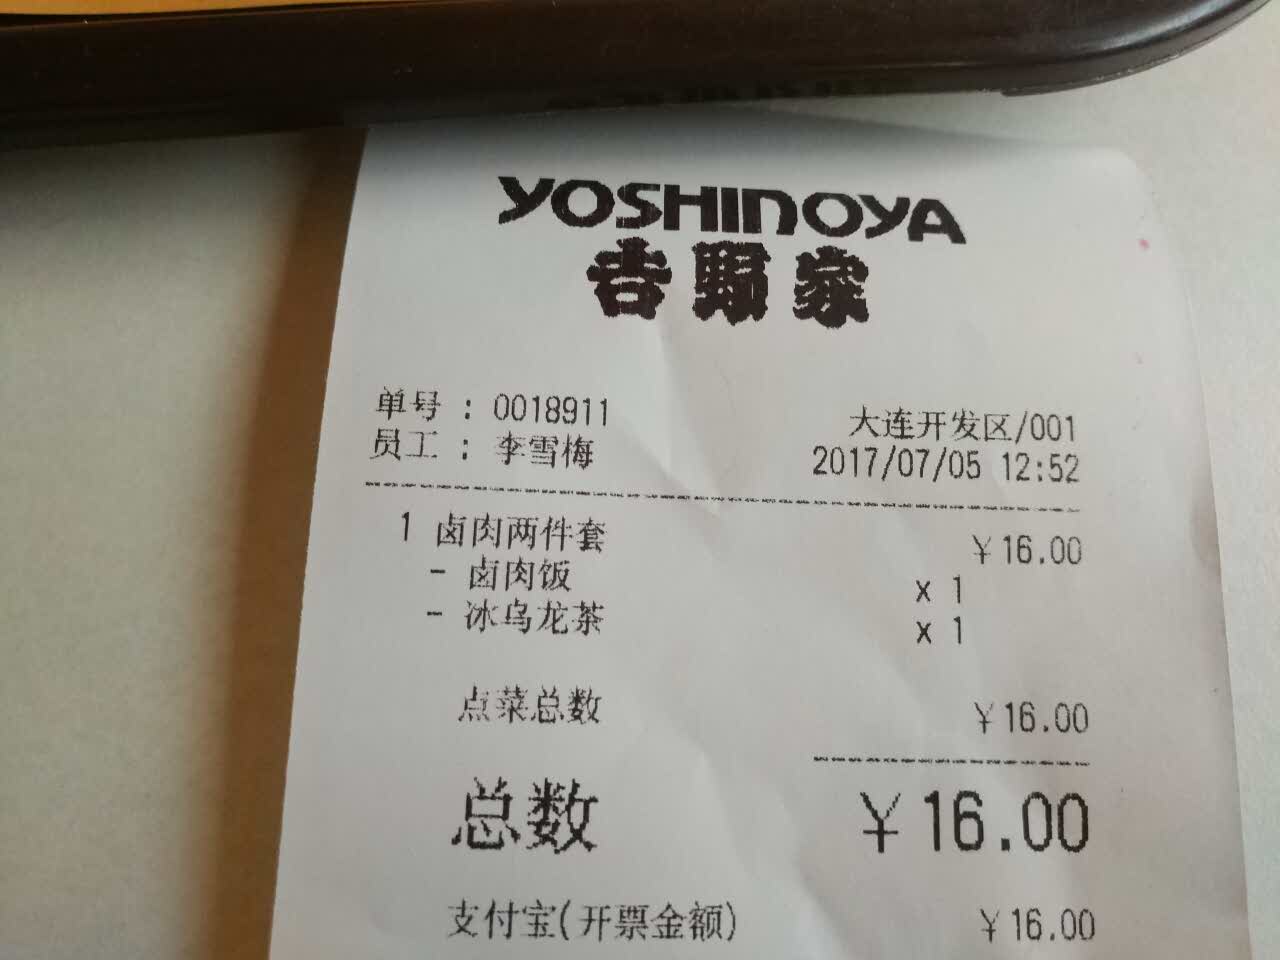 YOSHINOYA
吉野家
单号 : 0018911
大连开发区/001
员工 : 李雪梅
2017/07/05 12:52
1 卤肉两件套 ¥16.00
- 卤肉饭 x 1
- 冰乌龙茶 x 1
点菜总数 ¥16.00
总数 ¥16.00
支付宝(开票金额) ¥16.00